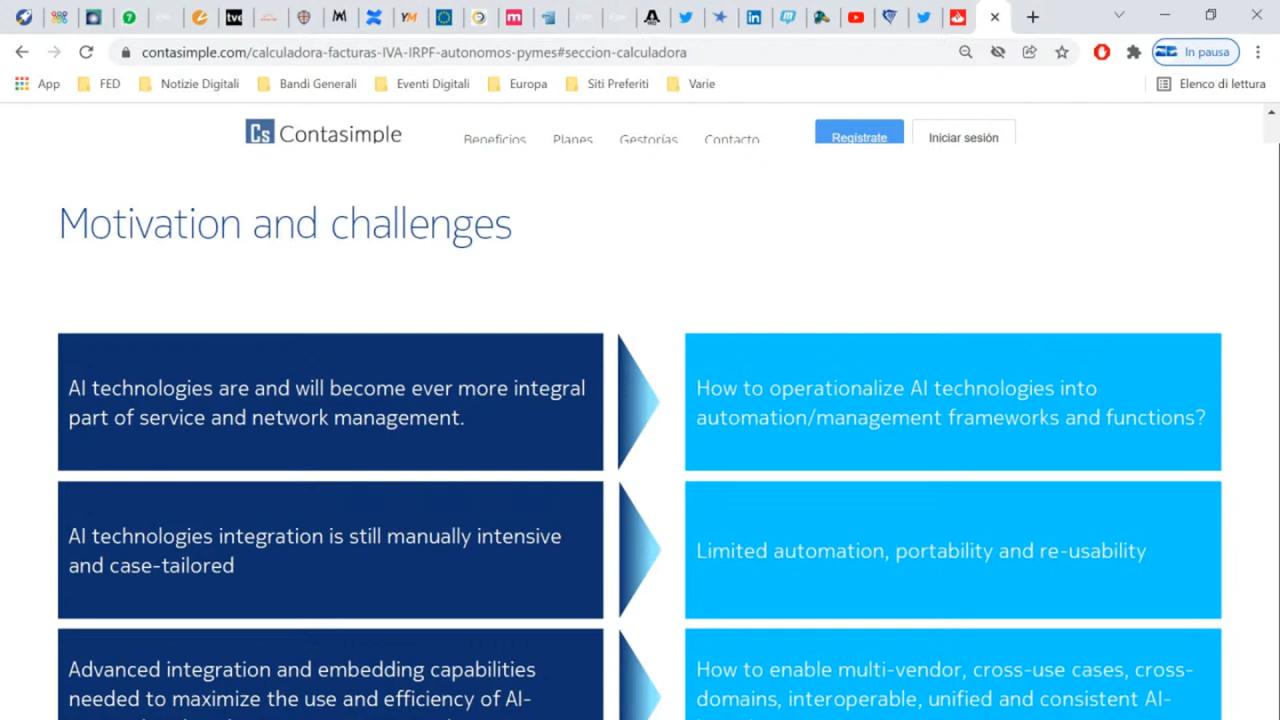 contasimple.com/calculadora-facturas-IVA-IRPF-autonomos-pymes#seccion-calculadora
In pausa
App FED Notizie Digitali Bandi Generali Eventi Digitali Europa Siti Preferiti Varie Elenco di lettura
Cs Contasimple Beneficios Planes Gestorías Contacto Regístrate Iniciar sesión
Motivation and challenges
AI technologies are and will become ever more integral
part of service and network management.
How to operationalize AI technologies into
automation/management frameworks and functions?
AI technologies integration is still manually intensive
and case-tailored
Limited automation, portability and re-usability
Advanced integration and embedding capabilities
needed to maximize the use and efficiency of AI-
How to enable multi-vendor, cross-use cases, cross-
domains, interoperable, unified and consistent AI-